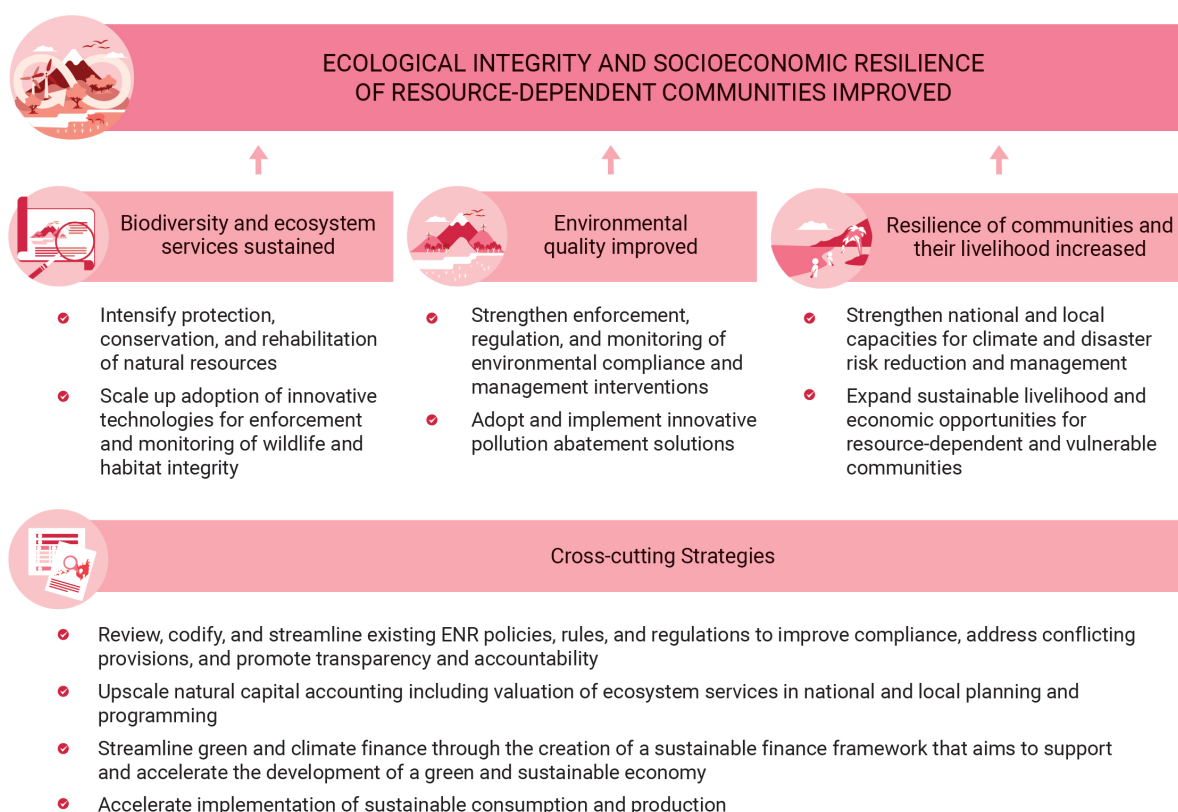 ECOLOGICAL INTEGRITY AND SOCIOECONOMIC RESILIENCE
OF RESOURCE-DEPENDENT COMMUNITIES IMPROVED
Biodiversity and ecosystem
services sustained
Intensify protection,
conservation, and rehabilitation
of natural resources
Scale up adoption of innovative
technologies for enforcement
and monitoring of wildlife and
habitat integrity
Environmental
quality improved
Strengthen enforcement,
regulation, and monitoring of
environmental compliance and
management interventions
Adopt and implement innovative
pollution abatement solutions
Resilience of communities and
their livelihood increased
Strengthen national and local
capacities for climate and disaster
risk reduction and management
Expand sustainable livelihood and
economic opportunities for
resource-dependent and vulnerable
communities
Cross-cutting Strategies
Review, codify, and streamline existing ENR policies, rules, and regulations to improve compliance, address conflicting
provisions, and promote transparency and accountability
Upscale natural capital accounting including valuation of ecosystem services in national and local planning and
programming
Streamline green and climate finance through the creation of a sustainable finance framework that aims to support
and accelerate the development of a green and sustainable economy
Accelerate implementation of sustainable consumption and production